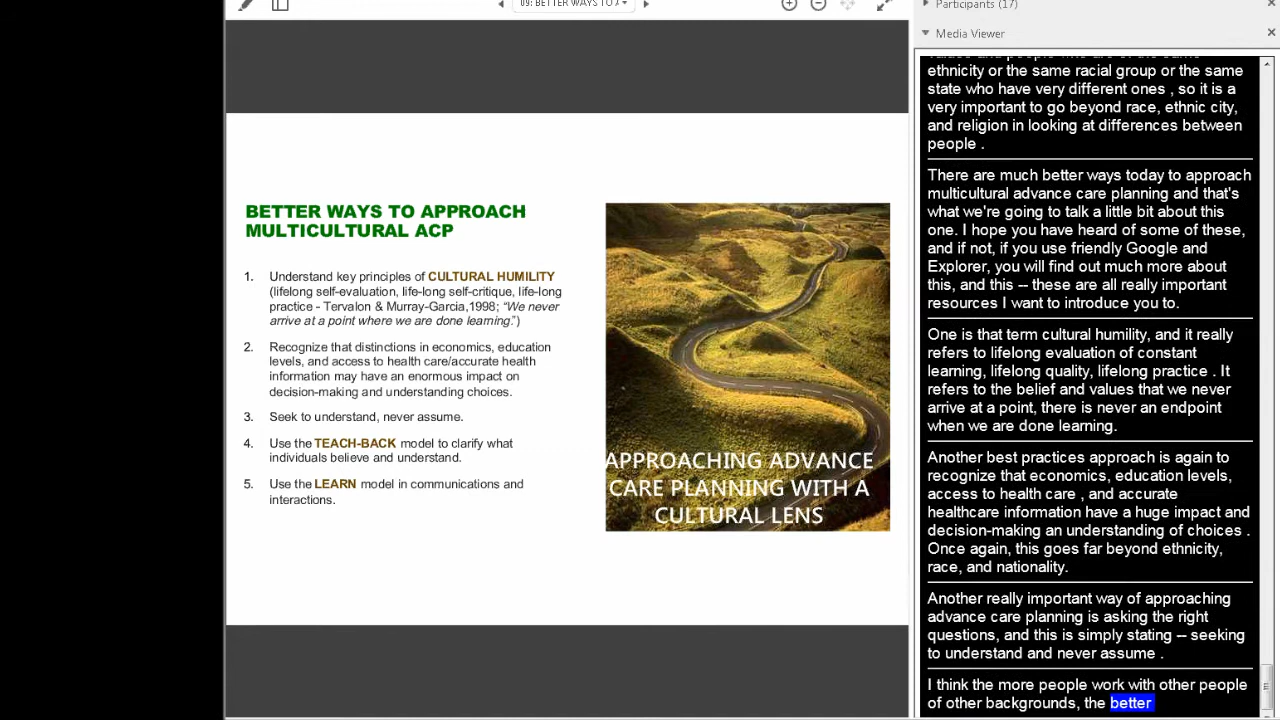 09: BETTER WAYS TO A
BETTER WAYS TO APPROACH
MULTICULTURAL ACP
1. Understand key principles of CULTURAL HUMILITY
(lifelong self-evaluation, life-long self-critique, life-long
practice - Tervalon & Murray-Garcia,1998; “We never
arrive at a point where we are done learning.”)
2. Recognize that distinctions in economics, education
levels, and access to health care/accurate health
information may have an enormous impact on
decision-making and understanding choices.
3. Seek to understand, never assume.
4. Use the TEACH-BACK model to clarify what
individuals believe and understand.
5. Use the LEARN model in communications and
interactions.
APPROACHING ADVANCE
CARE PLANNING WITH A
CULTURAL LENS
Participants (17)
Media Viewer
values and people who are of the same
ethnicity or the same racial group or the same
state who have very different ones , so it is a
very important to go beyond race, ethnic city,
and religion in looking at differences between
people .
There are much better ways today to approach
multicultural advance care planning and that's
what we're going to talk a little bit about this
one. I hope you have heard of some of these,
and if not, if you use friendly Google and
Explorer, you will find out much more about
this, and this -- these are all really important
resources I want to introduce you to.
One is that term cultural humility, and it really
refers to lifelong evaluation of constant
learning, lifelong quality, lifelong practice . It
refers to the belief and values that we never
arrive at a point, there is never an endpoint
when we are done learning.
Another best practices approach is again to
recognize that economics, education levels,
access to health care , and accurate
healthcare information have a huge impact and
decision-making an understanding of choices .
Once again, this goes far beyond ethnicity,
race, and nationality.
Another really important way of approaching
advance care planning is asking the right
questions, and this is simply stating -- seeking
to understand and never assume .
I think the more people work with other people
of other backgrounds, the better